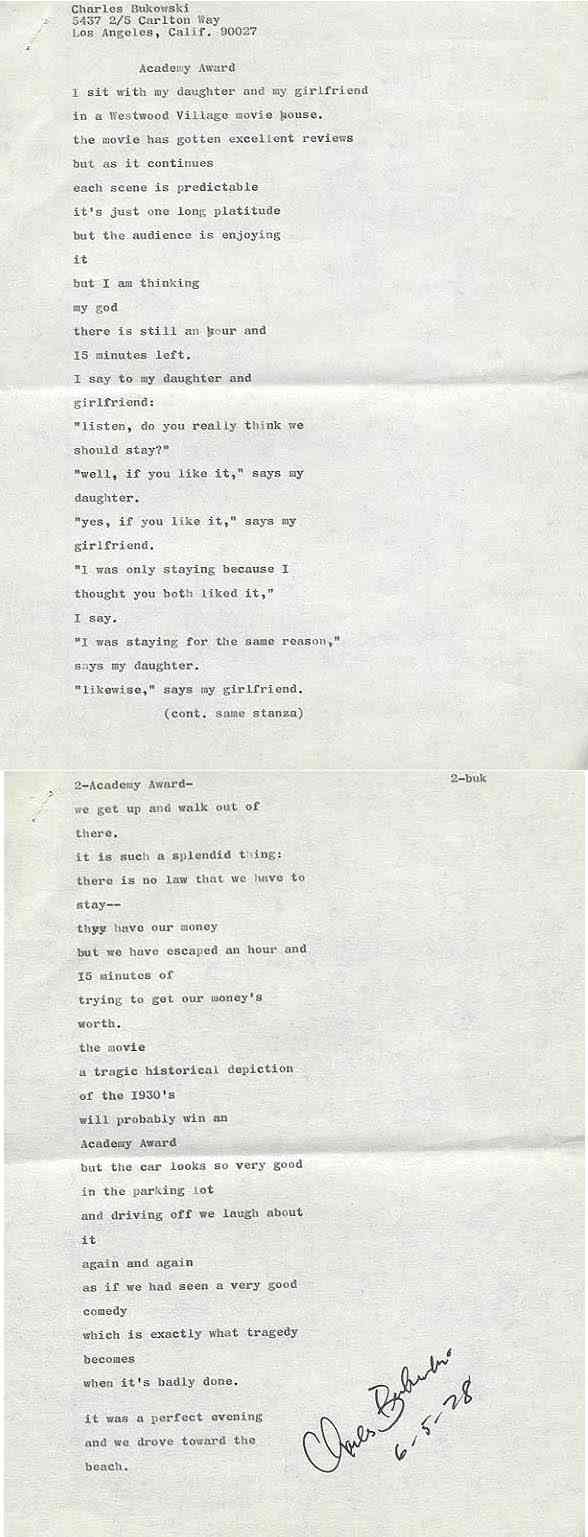 Charles Bukowski
5437 2/5 Carlton Way
Los Angeles, Calif. 90027
Academy Award
I sit with my daughter and my girlfriend
in a Westwood Village movie house.
the movie has gotten excellent reviews
but as it continues
each scene is predictable
it's just one long platitude
but the audience is enjoying
it
but I am thinking
my god
there is still an hour and
15 minutes left.
I say to my daughter and
girlfriend:
"listen, do you really think we
should stay?"
"well, if you like it," says my
daughter.
"yes, if you like it," says my
girlfriend.
"I was only staying because I
thought you both liked it,"
I say.
"I was staying for the same reason,"
says my daughter.
"likewise," says my girlfriend.
(cont. same stanza)
2-Academy Award- 2-buk
we get up and walk out of
there.
it is such a splendid thing:
there is no law that we have to
stay--
thyy have our money
but we have escaped an hour and
15 minutes of
trying to get our money's
worth.
the movie
a tragic historical depiction
of the 1930's
will probably win an
Academy Award
but the car looks so very good
in the parking lot
and driving off we laugh about
it
again and again
as if we had seen a very good
comedy
which is exactly what tragedy
becomes
when it's badly done.
it was a perfect evening
and we drove toward the
beach.
Charles Bukowski
6-5-78